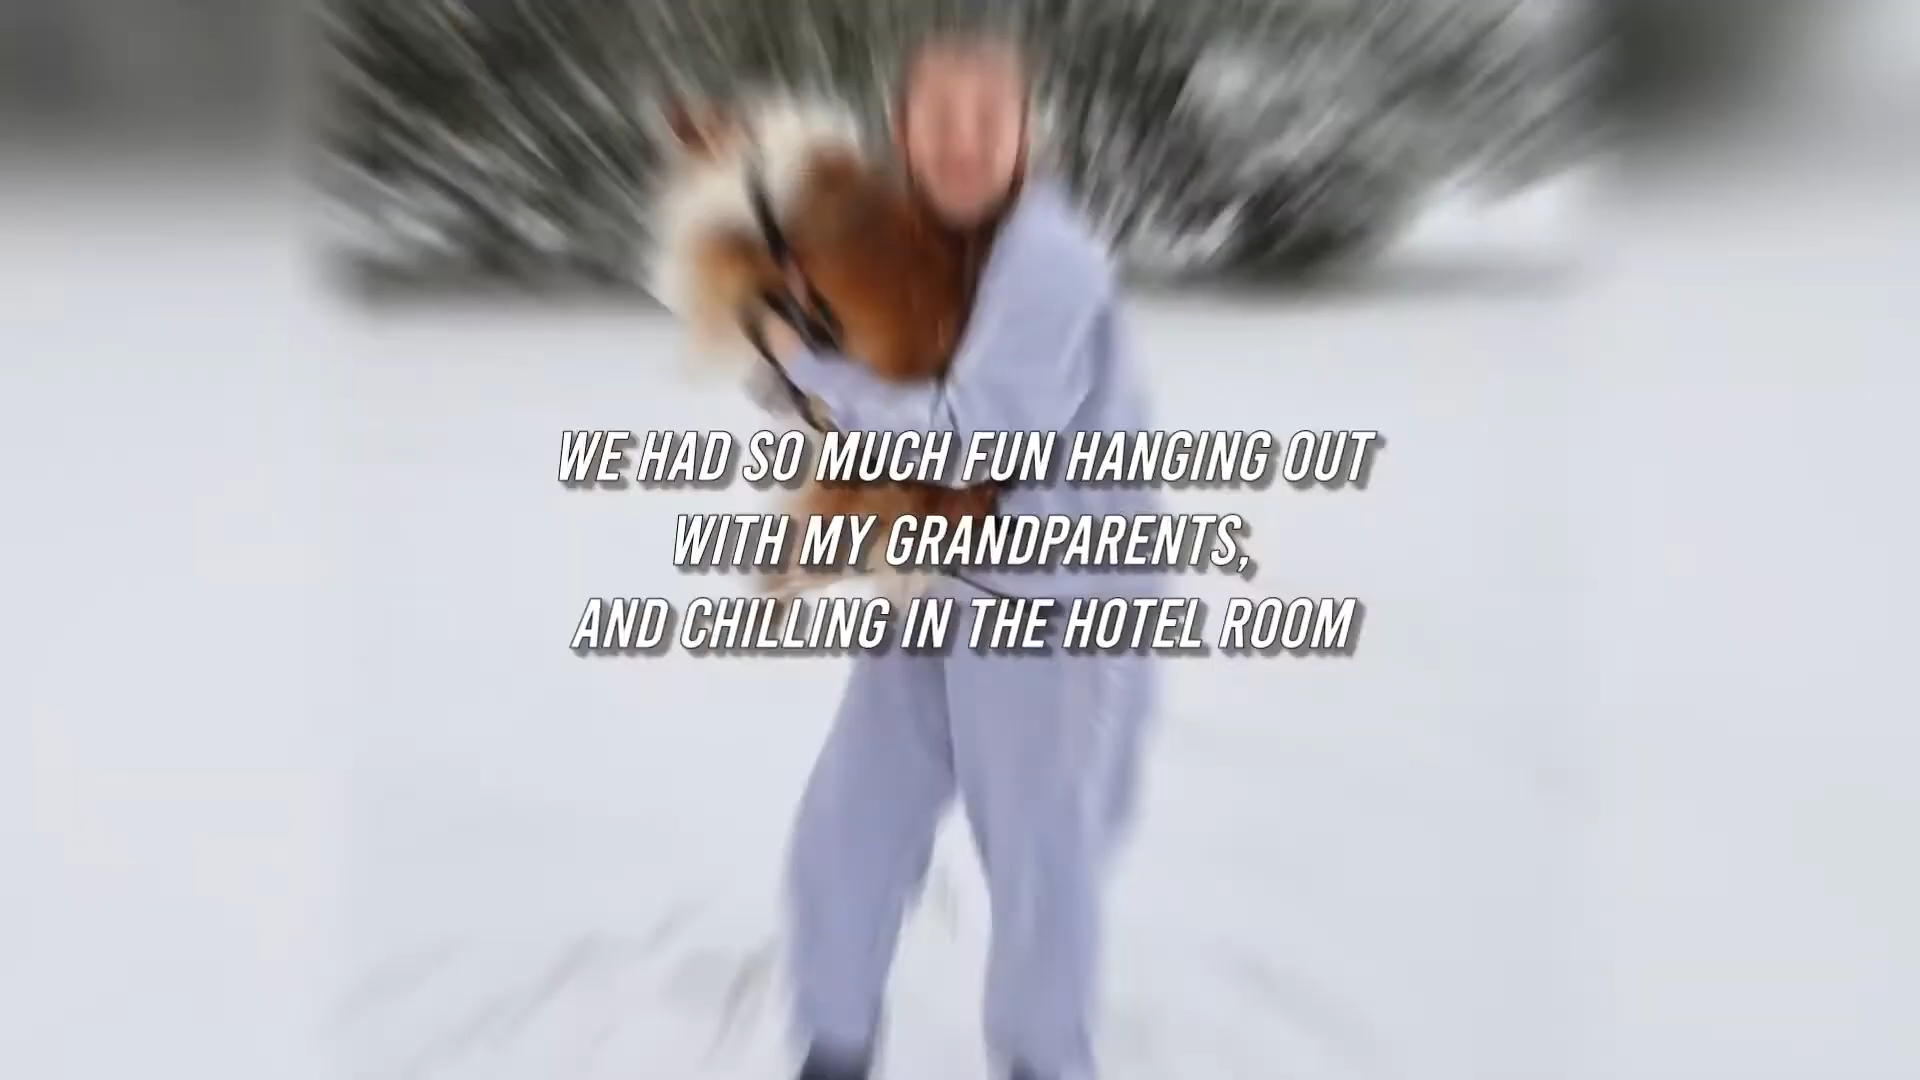 WE HAD SO MUCH FUN HANGING OUT
WITH MY GRANDPARENTS,
AND CHILLING IN THE HOTEL ROOM